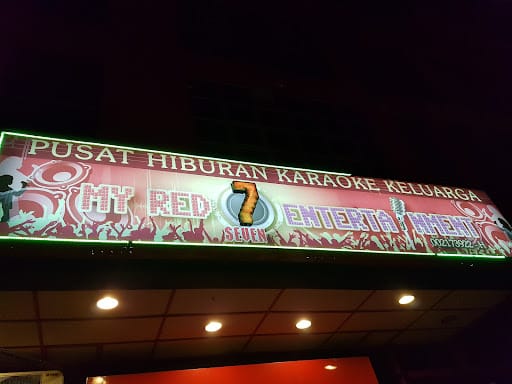 PUSAT HIBURAN KARAOKE KELUARGA
MY RED 7 ENTERTAINMENT
SEVEN